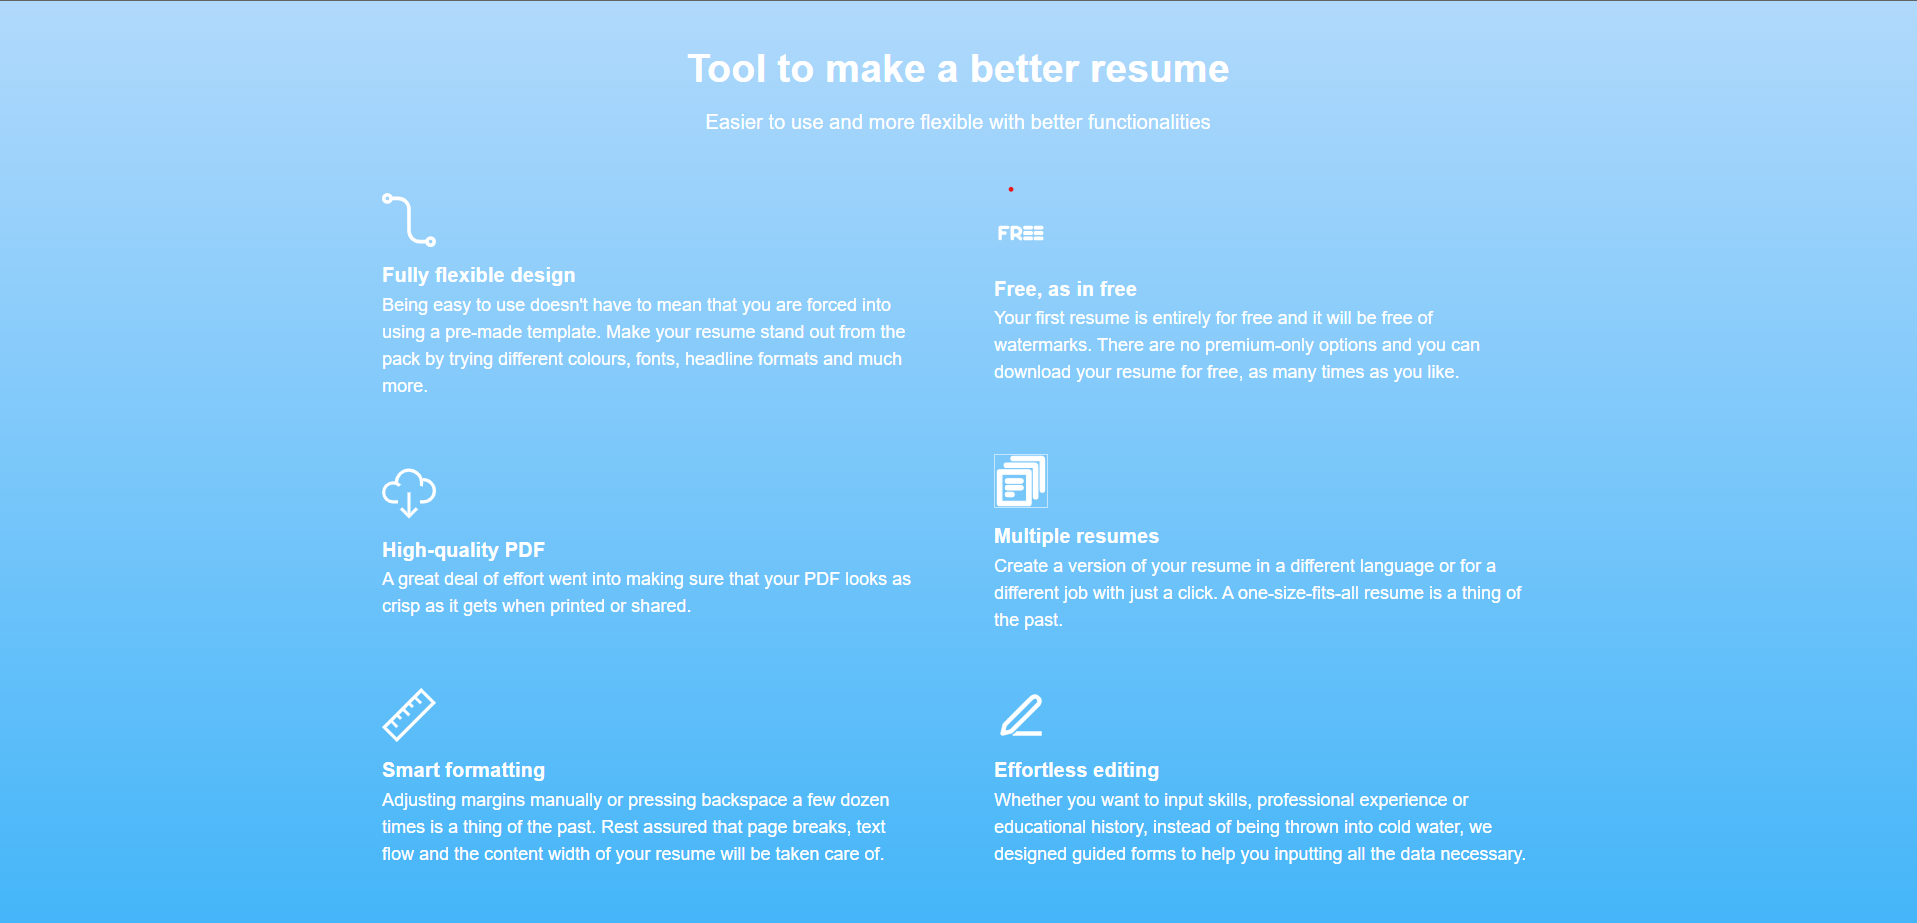 Tool to make a better resume
Easier to use and more flexible with better functionalities
Fully flexible design
Being easy to use doesn't have to mean that you are forced into
using a pre-made template. Make your resume stand out from the
pack by trying different colours, fonts, headline formats and much
more.
FREE
Free, as in free
Your first resume is entirely for free and it will be free of
watermarks. There are no premium-only options and you can
download your resume for free, as many times as you like.
High-quality PDF
A great deal of effort went into making sure that your PDF looks as
crisp as it gets when printed or shared.
Multiple resumes
Create a version of your resume in a different language or for a
different job with just a click. A one-size-fits-all resume is a thing of
the past.
Smart formatting
Adjusting margins manually or pressing backspace a few dozen
times is a thing of the past. Rest assured that page breaks, text
flow and the content width of your resume will be taken care of.
Effortless editing
Whether you want to input skills, professional experience or
educational history, instead of being thrown into cold water, we
designed guided forms to help you inputting all the data necessary.